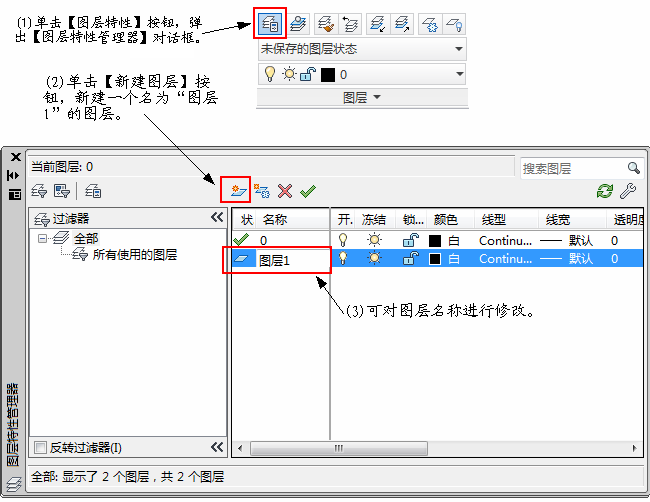 (1)单击【图层特性】按钮，弹
出【图层特性管理器】对话框。
未保存的图层状态
0
图层
(2)单击【新建图层】按
钮，新建一个名为“图层
1”的图层。
当前图层: 0
搜索图层
过滤器
全部
所有使用的图层
状 名称 开. 冻结 锁... 颜色 线型 线宽 透明度
0 白 Continu... 默认 0
图层1 白 Continu... 默认 0
(3)可对图层名称进行修改。
反转过滤器(I)
图层特性管理器
全部: 显示了 2 个图层，共 2 个图层